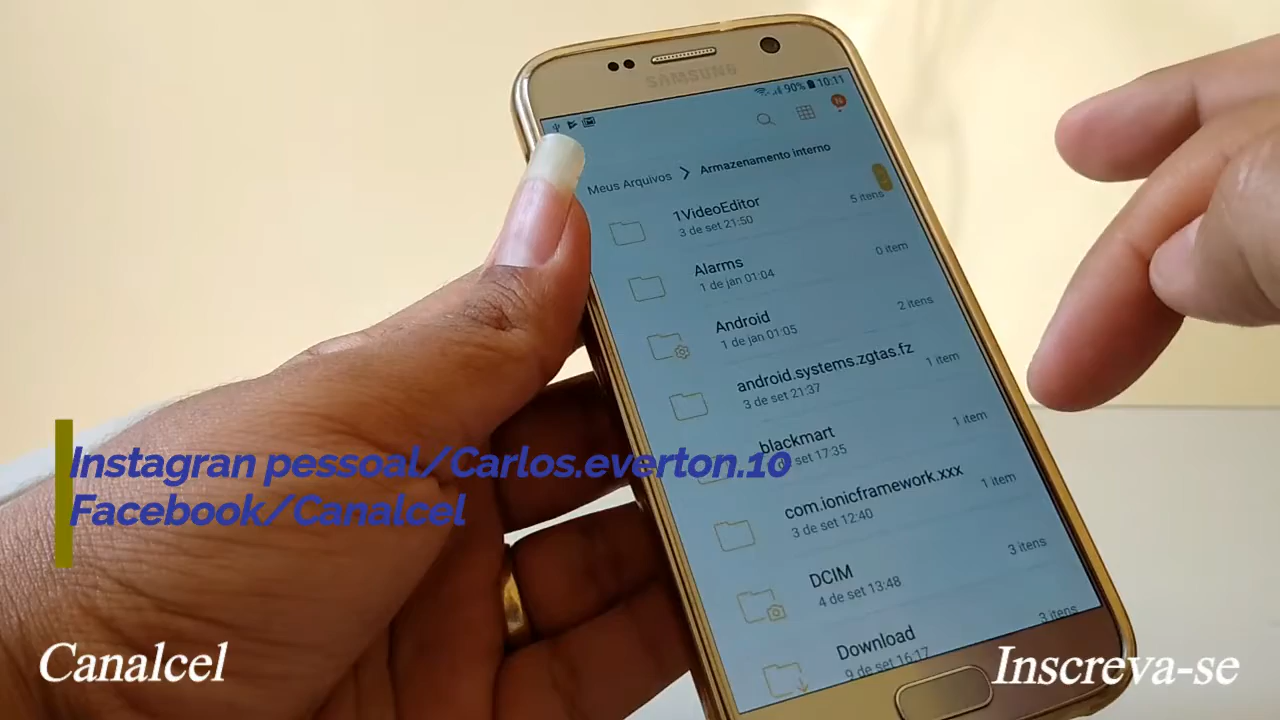 SAMSUNG
90% 10:11
Meus Arquivos > Armazenamento interno
1VideoEditor
3 de set 21:50
5 itens
Alarms
1 de jan 01:04
0 item
Android
1 de jan 01:05
2 itens
android.systems.zgtas.fz
3 de set 21:37
1 item
blackmart
set 17:35
1 item
com.ionicframework.xxx
3 de set 12:40
1 item
DCIM
4 de set 13:48
3 itens
Download
9 de set 16:17
3 itens
Instagran pessoal/Carlos.everton.10
Facebook/Canalcel
Canalcel
Inscreva-se